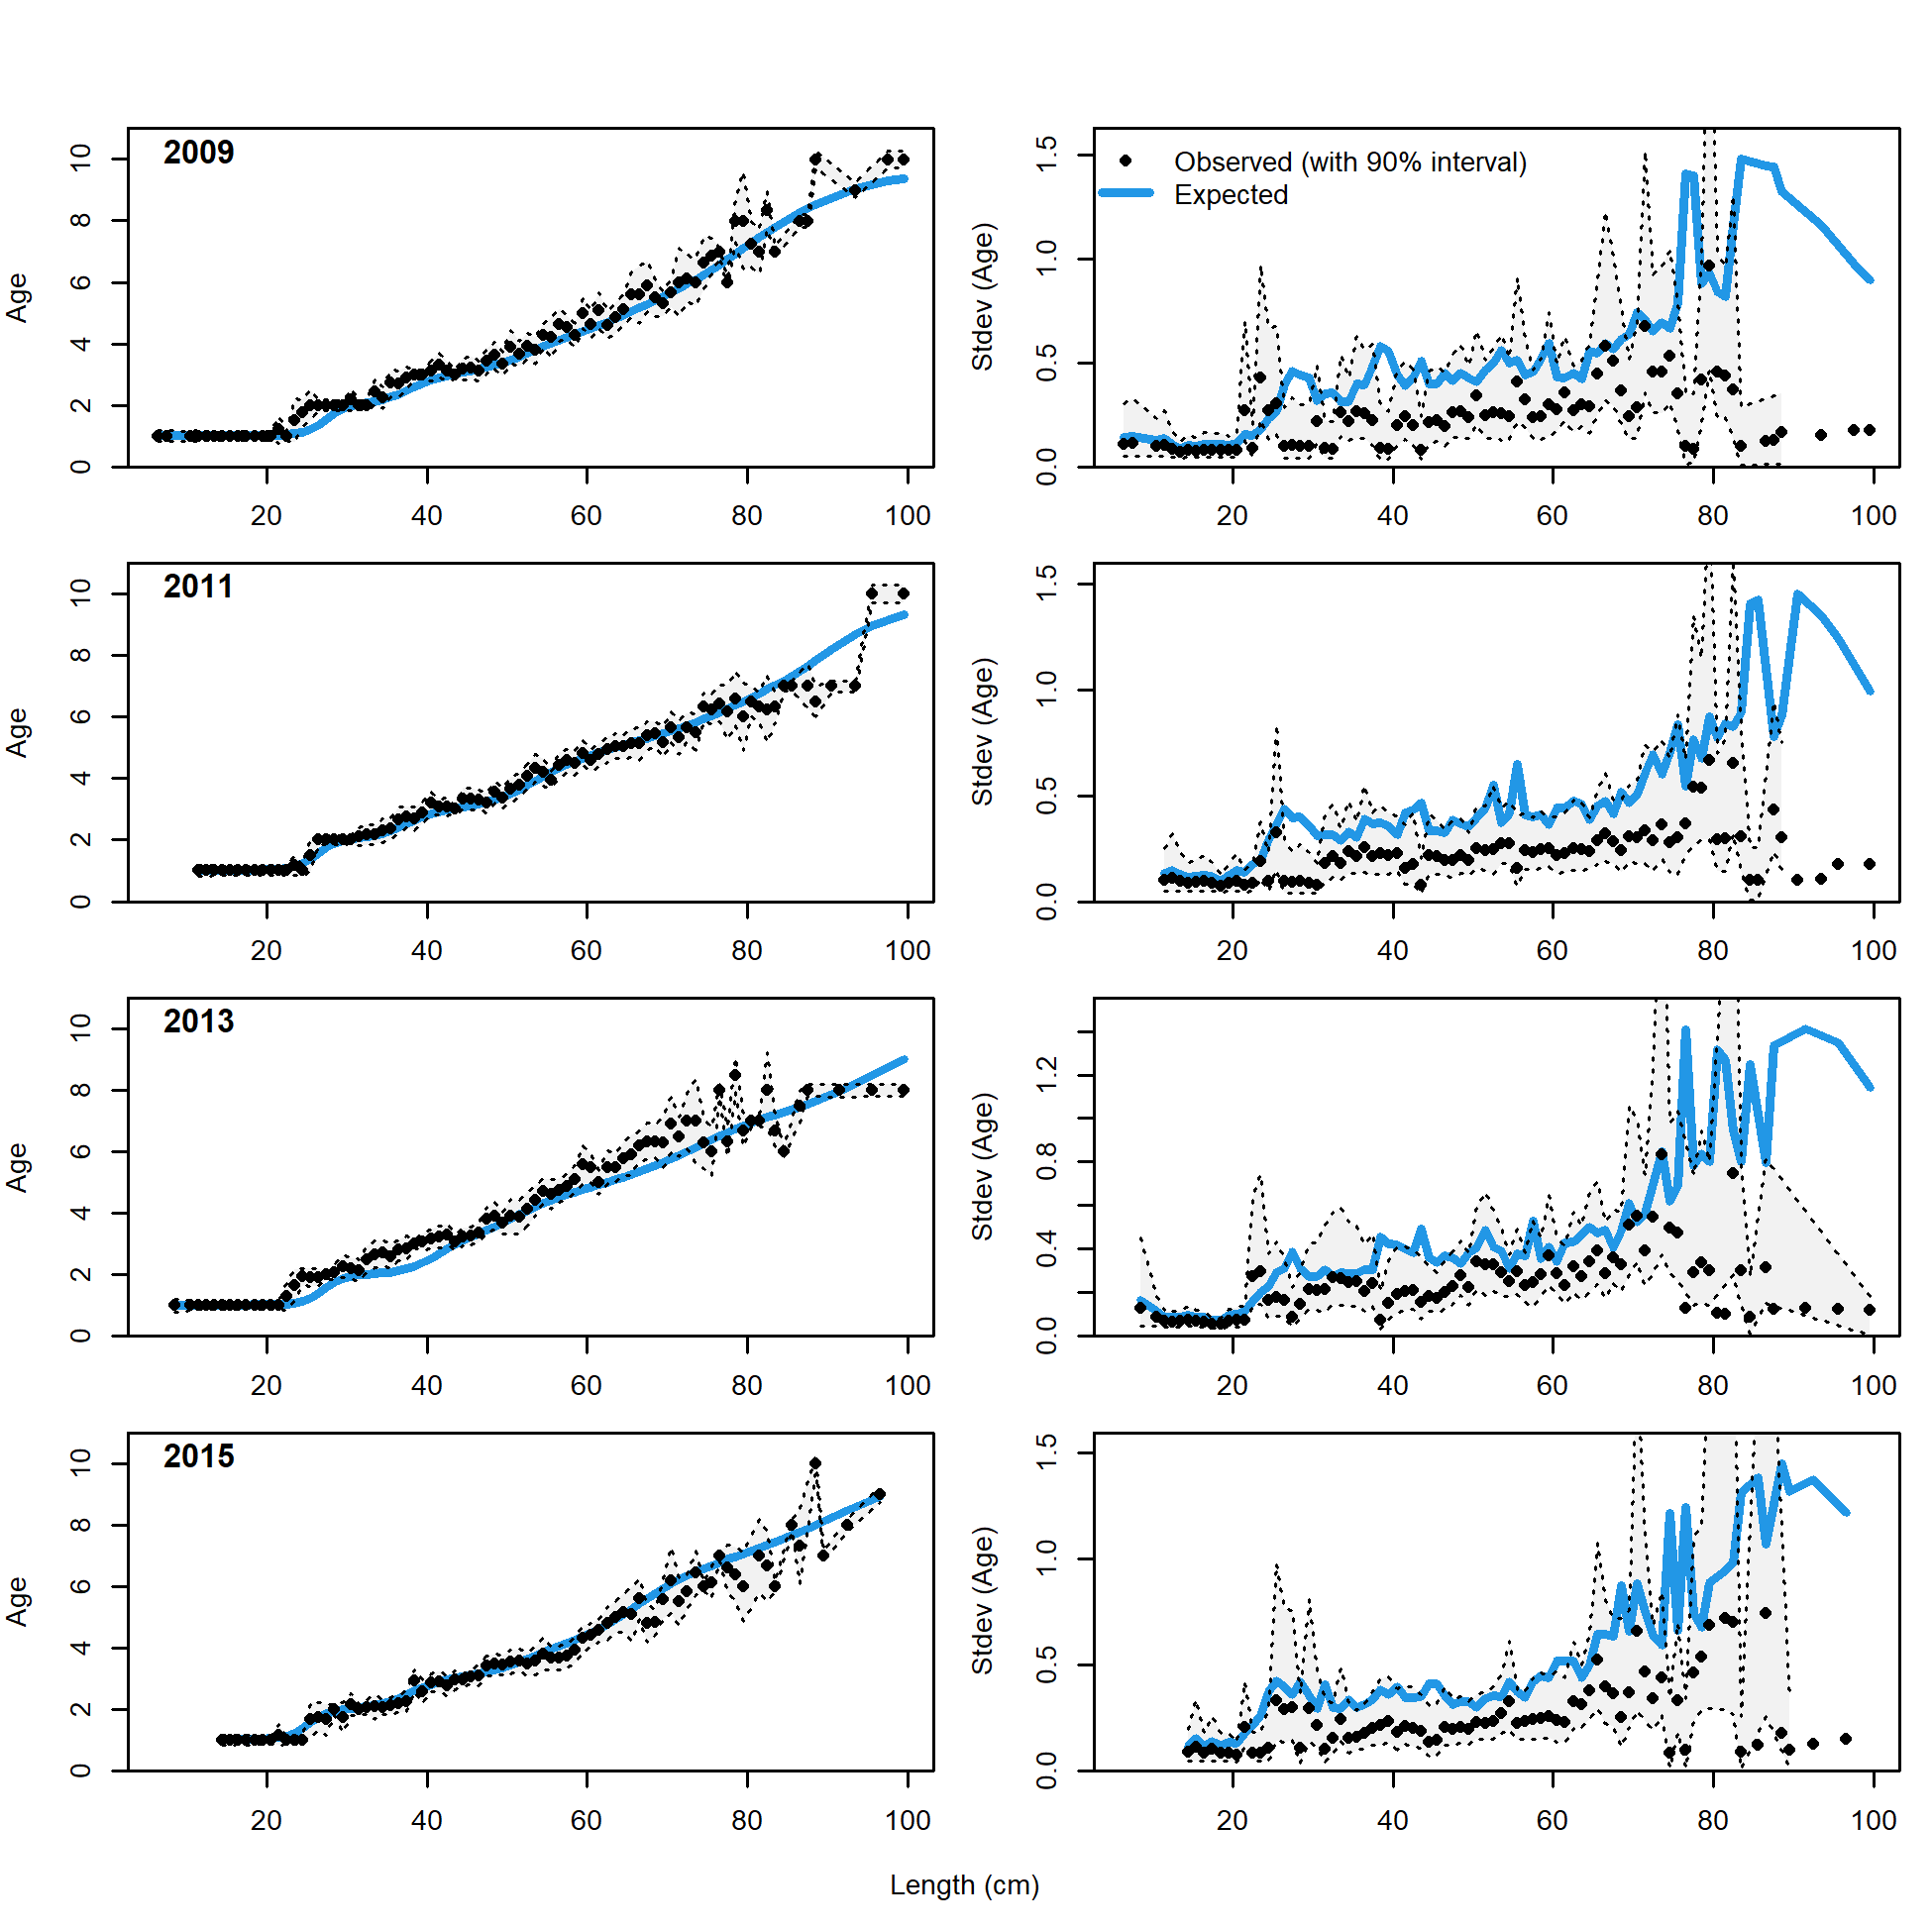 2009
Age
0 2 4 6 8 10
20 40 60 80 100
Observed (with 90% interval)
Expected
Stdev (Age)
0.0 0.5 1.0 1.5
20 40 60 80 100
2011
Age
0 2 4 6 8 10
20 40 60 80 100
Stdev (Age)
0.0 0.5 1.0 1.5
20 40 60 80 100
2013
Age
0 2 4 6 8 10
20 40 60 80 100
Stdev (Age)
0.0 0.4 0.8 1.2
20 40 60 80 100
2015
Age
0 2 4 6 8 10
20 40 60 80 100
Stdev (Age)
0.0 0.5 1.0 1.5
20 40 60 80 100
Length (cm)